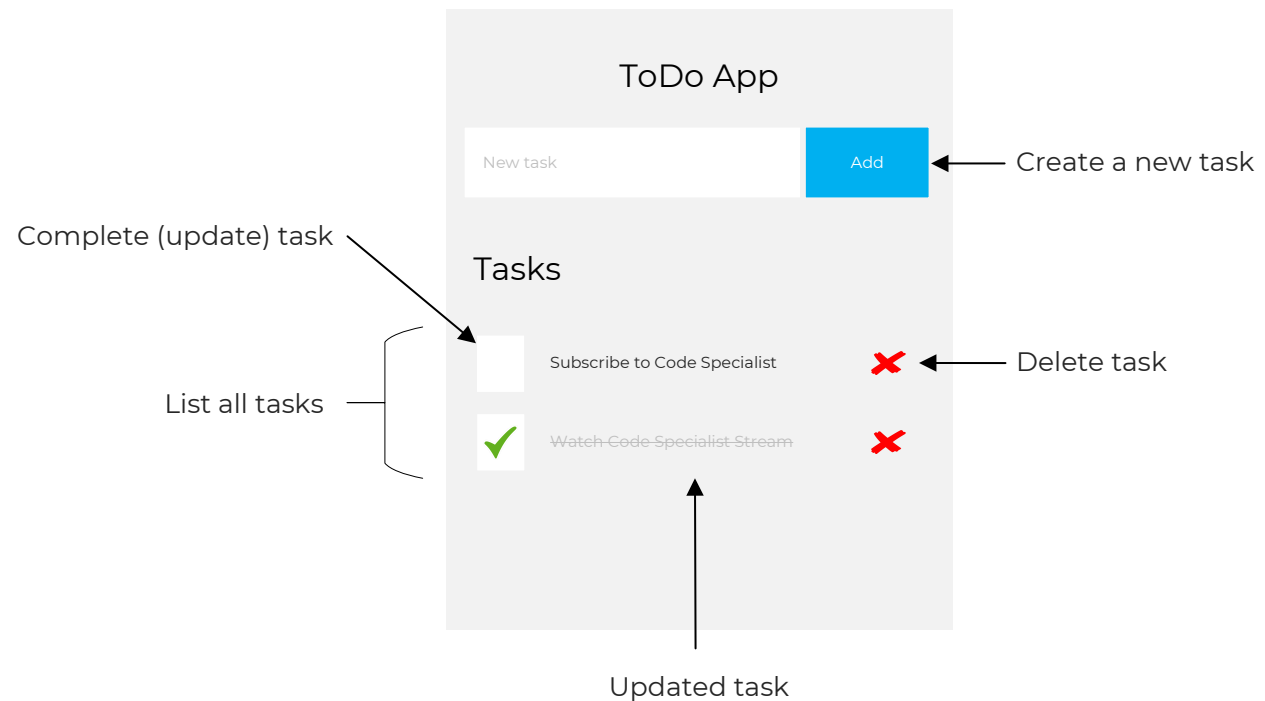 ToDo App
New task
Add
Create a new task
Complete (update) task
Tasks
Subscribe to Code Specialist
Delete task
List all tasks
Watch Code Specialist Stream
Updated task